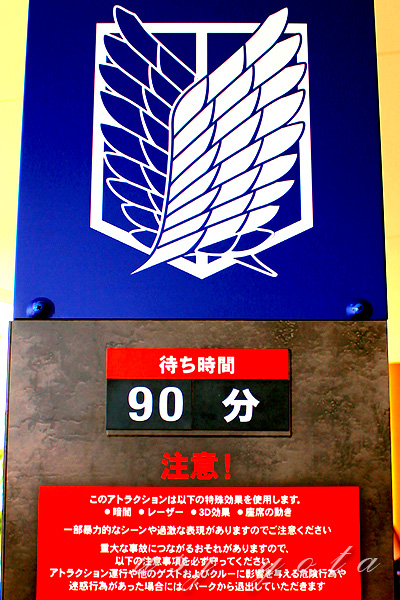 待ち時間
90 分
注意！
このアトラクションは以下の特殊効果を使用します。
●暗闇 ●レーザー ●3D効果 ●座席の動き
一部暴力的なシーンや過激な表現がありますのでご注意ください
重大な事故につながるおそれがありますので、
以下の注意事項を必ず守ってください。
アトラクション運行や他のゲストおよびクルーに影響を与える危険行為や
迷惑行為があった場合には、パークから退出していただきます